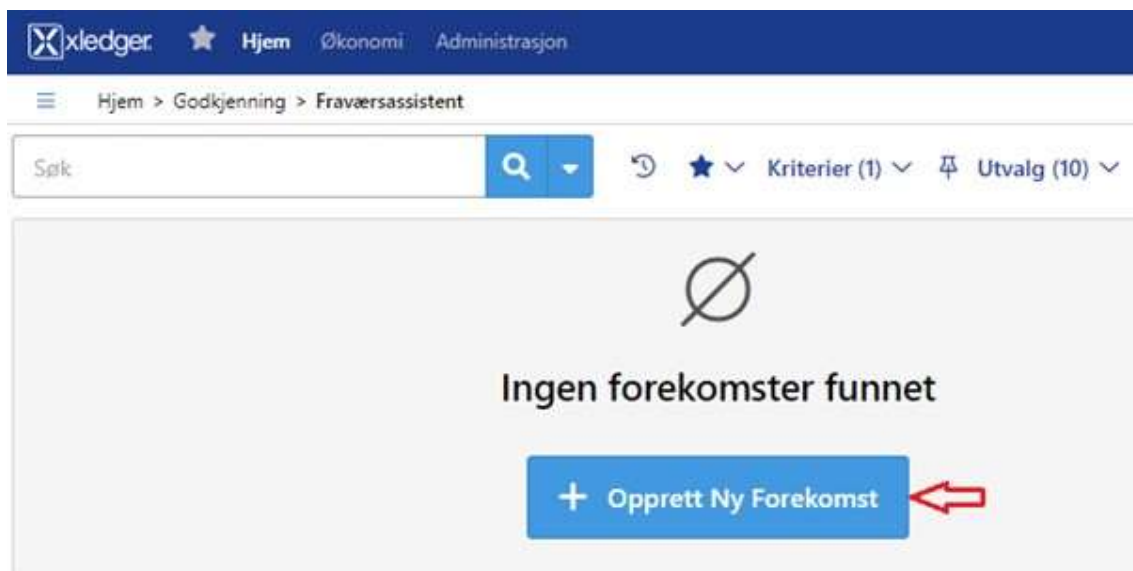 xledger Hjem Økonomi Administrasjon
Hjem > Godkjenning > Fraværsassistent
Søk Kriterier (1) Utvalg (10)
Ingen forekomster funnet
+ Opprett Ny Forekomst